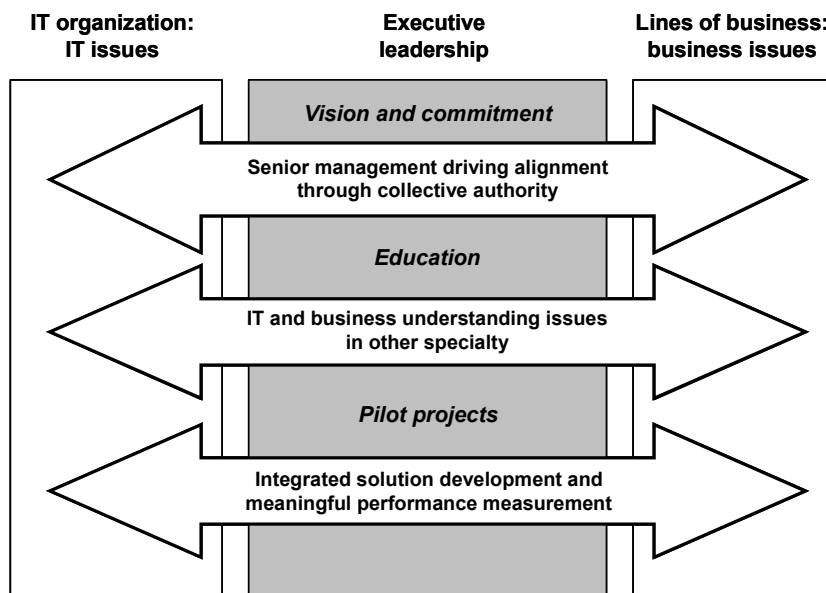 IT organization:
IT issues
Executive
leadership
Lines of business:
business issues
Vision and commitment
Senior management driving alignment
through collective authority
Education
IT and business understanding issues
in other specialty
Pilot projects
Integrated solution development and
meaningful performance measurement